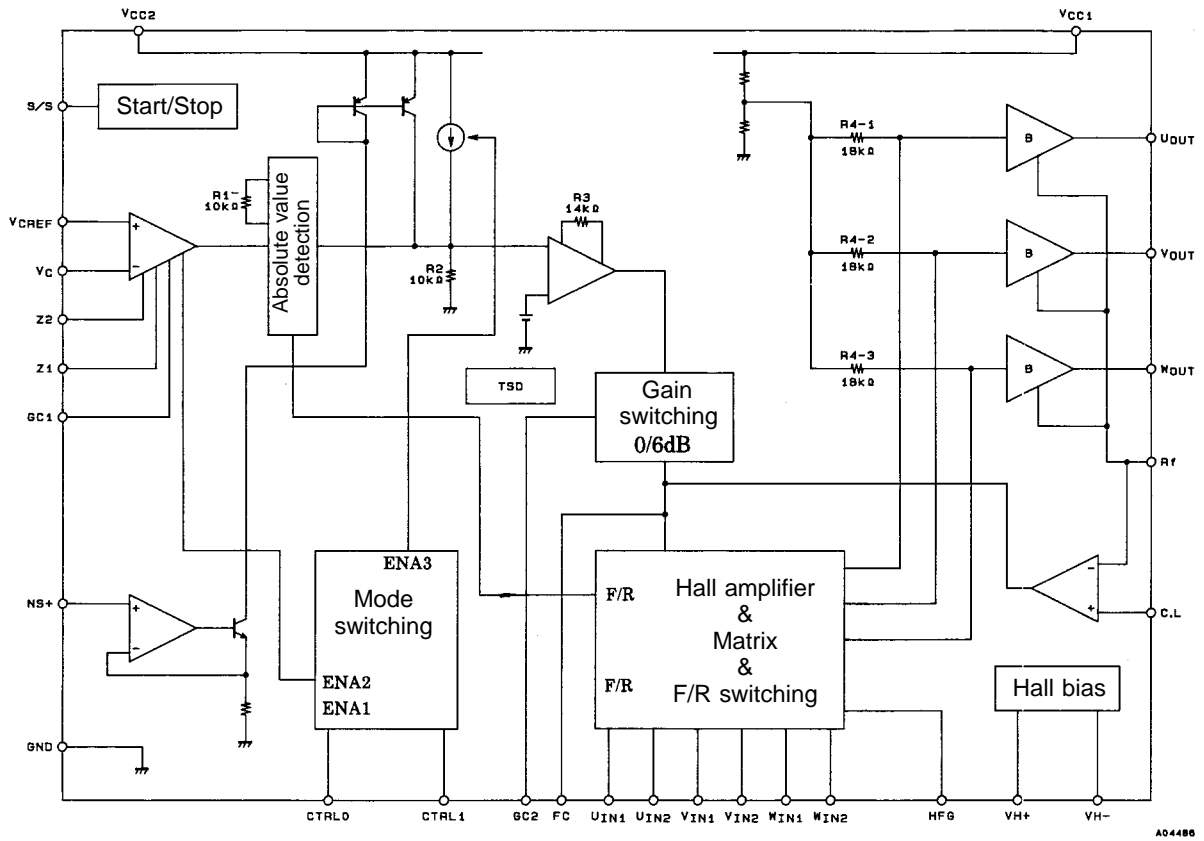 VCC2
VCC1
S/S
Start/Stop
R1
10kΩ
Absolute value
detection
VCREF
VC
Z2
Z1
GC1
R2
10kΩ
R3
14kΩ
TSD
Gain
switching
0/6dB
R4-1
18kΩ
R4-2
18kΩ
R4-3
18kΩ
B
B
B
UOUT
VOUT
WOUT
Rf
C.L
NS+
GND
ENA3
Mode
switching
ENA2
ENA1
F/R
F/R
Hall amplifier
&
Matrix
&
F/R switching
Hall bias
CTRL0
CTRL1
GC2
FC
UIN1
UIN2
VIN1
VIN2
WIN1
WIN2
HFG
VH+
VH-
A04486